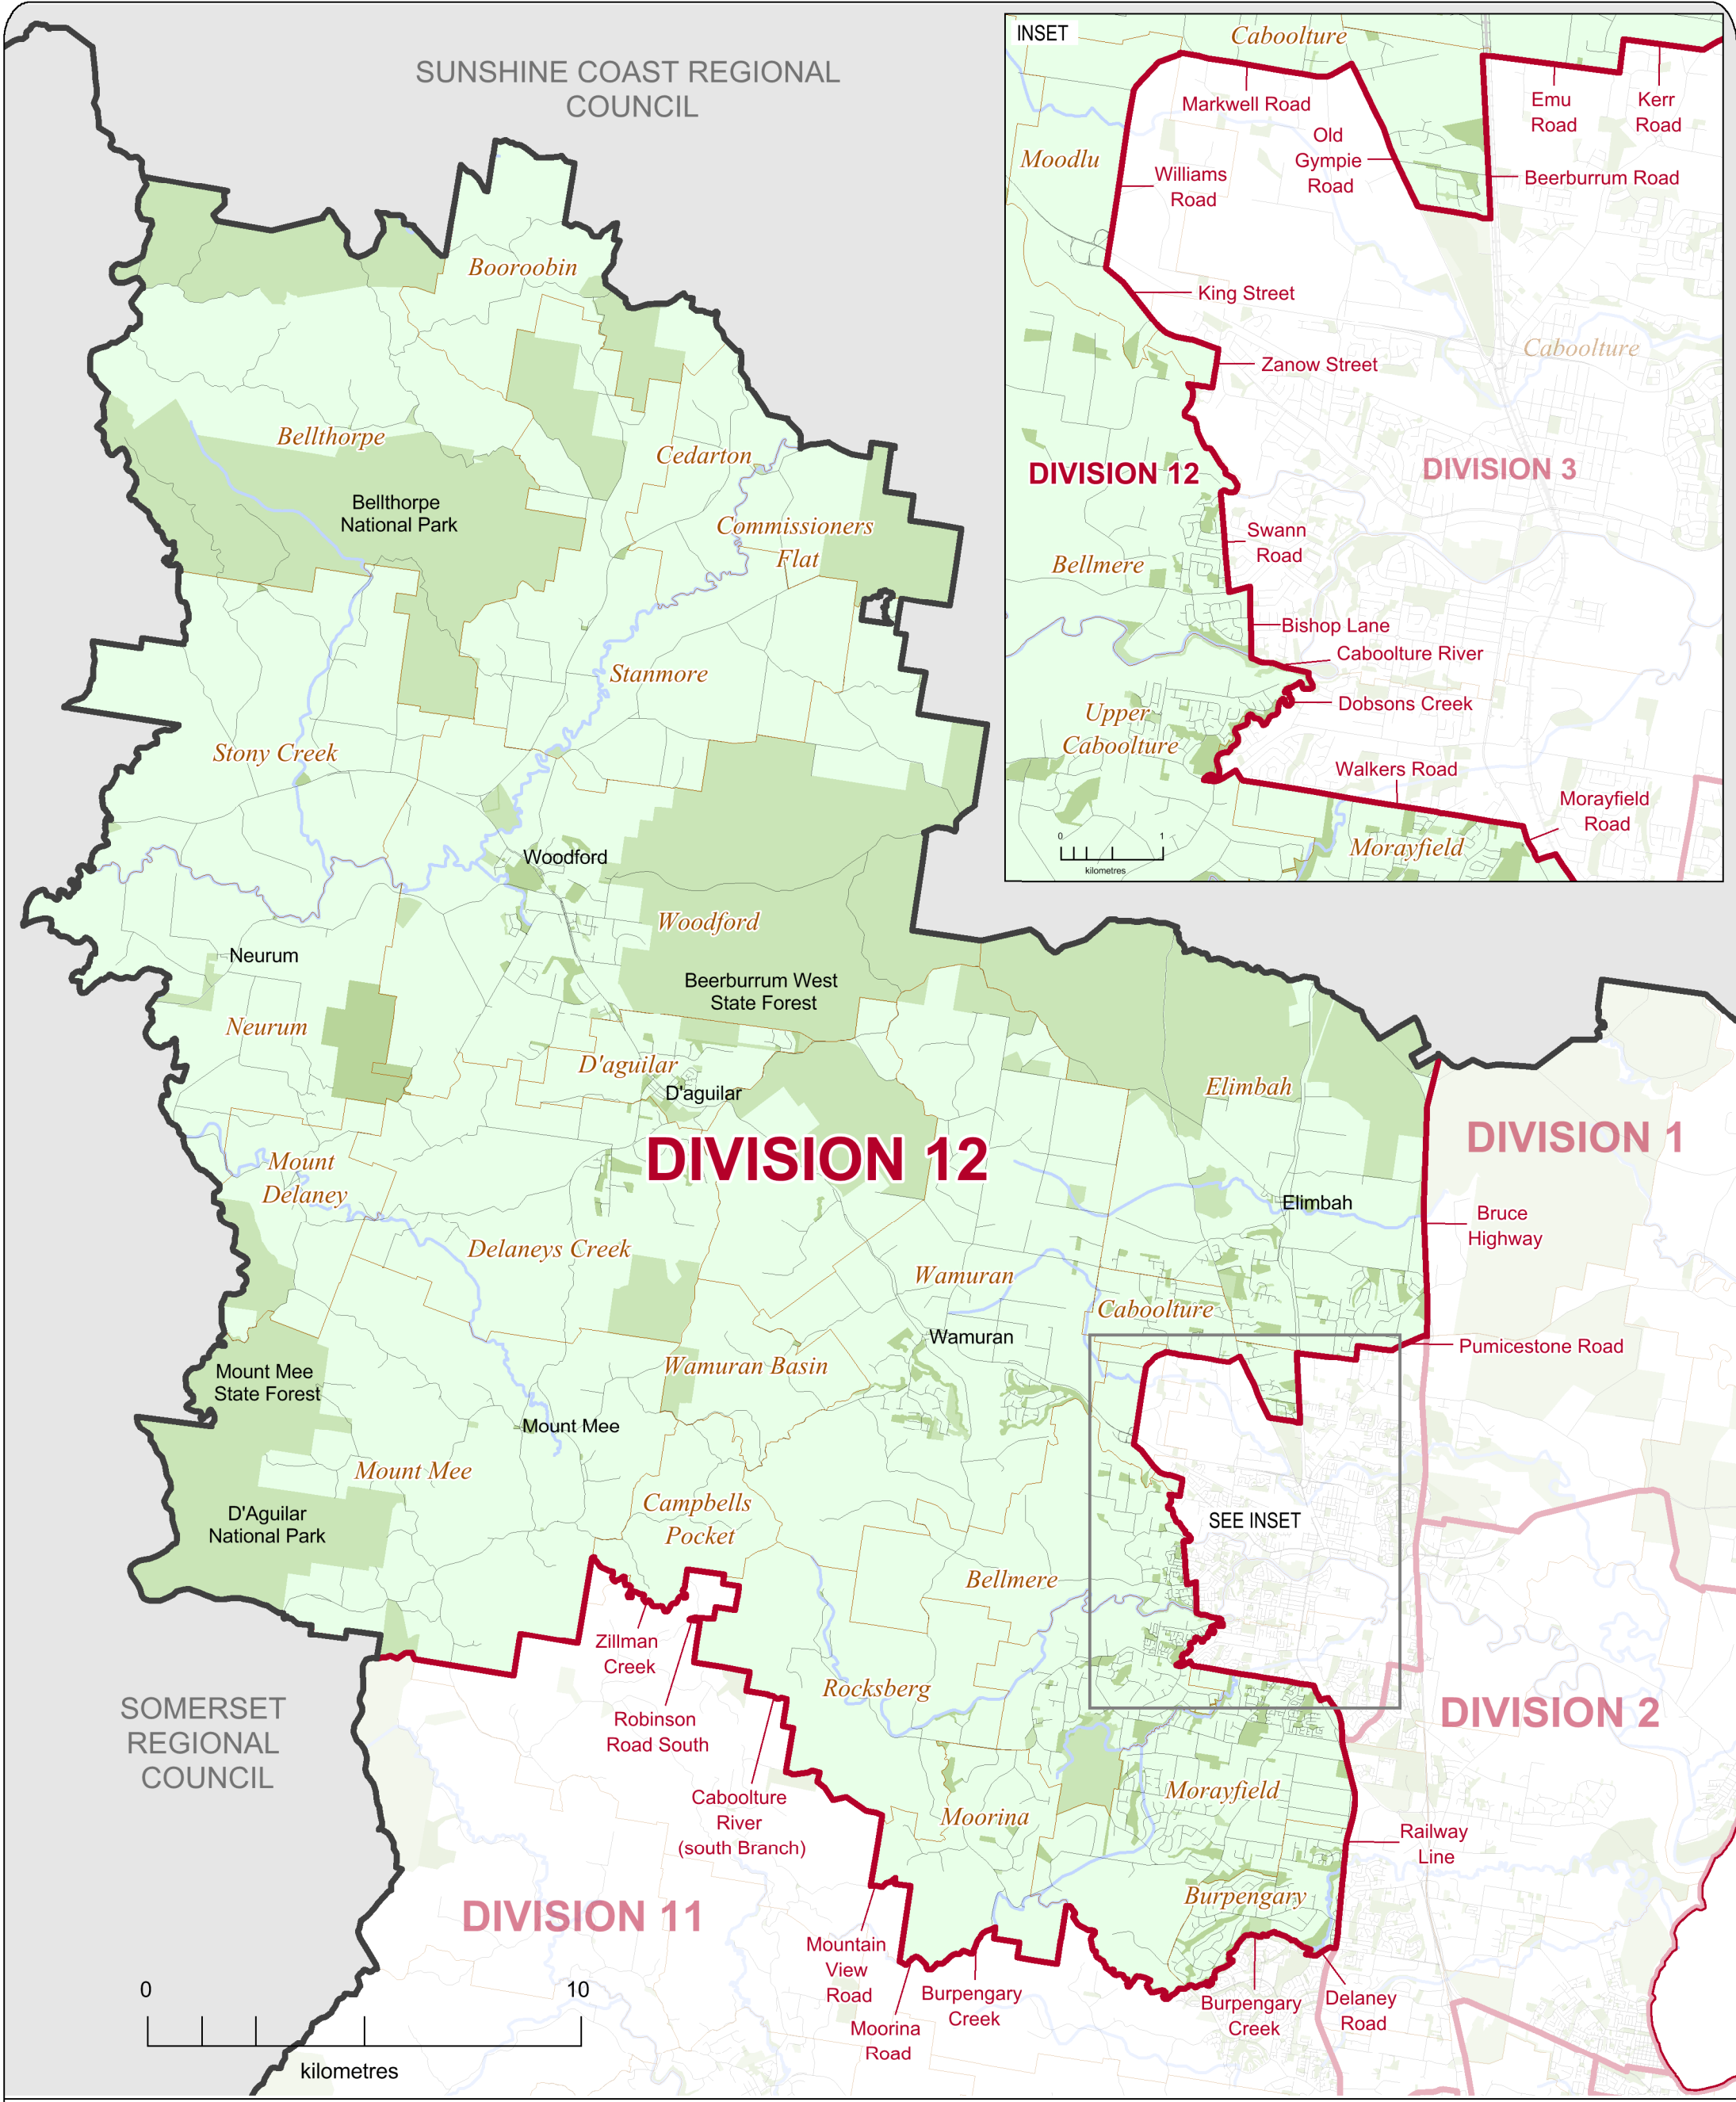 SUNSHINE COAST REGIONAL
COUNCIL
INSET
Caboolture
Markwell Road
Emu
Road
Kerr
Road
Old
Gympie
Road
Moodlu
Williams
Road
Beerburrum Road
King Street
Caboolture
Zanow Street
DIVISION 12
DIVISION 3
Swann
Road
Bellmere
Bishop Lane
Caboolture River
Dobsons Creek
Upper
Caboolture
Walkers Road
Morayfield
Road
Morayfield
0
1
kilometres
Booroobin
Bellthorpe
Cedarton
Bellthorpe
National Park
Commissioners
Flat
Stanmore
Stony Creek
Woodford
Woodford
Neurum
Beerburrum West
State Forest
Neurum
D'aguilar
D'aguilar
Elimbah
DIVISION 1
DIVISION 12
Mount
Delaney
Elimbah
Bruce
Highway
Delaneys Creek
Wamuran
Caboolture
Wamuran
Pumicestone Road
Wamuran Basin
Mount Mee
State Forest
Mount Mee
Mount Mee
Campbells
Pocket
D'Aguilar
National Park
SEE INSET
Bellmere
Zillman
Creek
Rocksberg
SOMERSET
REGIONAL
COUNCIL
DIVISION 2
Robinson
Road South
Caboolture
River
(south Branch)
Morayfield
Moorina
Railway
Line
Burpengary
DIVISION 11
Mountain
View
Road
Burpengary
Creek
Moorina
Road
Burpengary
Creek
Delaney
Road
0
10
kilometres